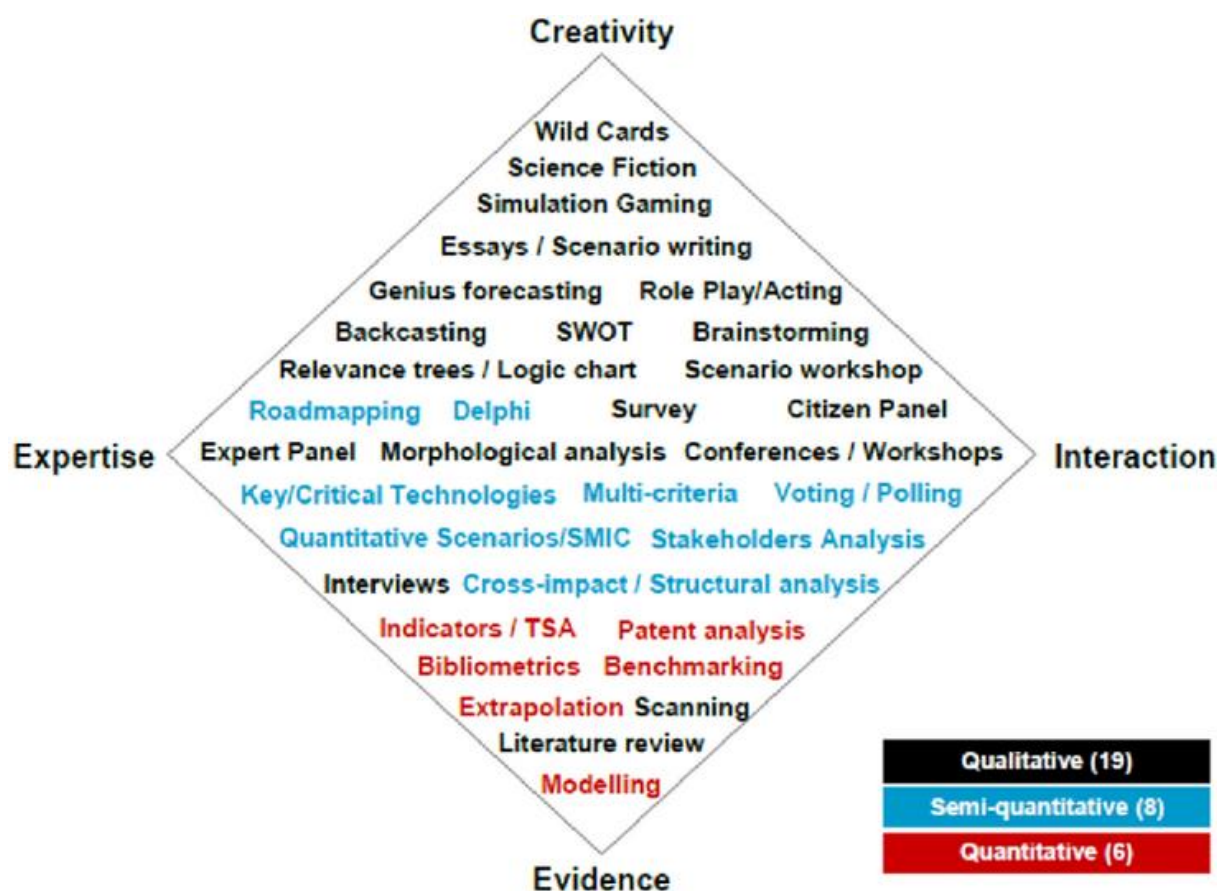 Creativity
Wild Cards
Science Fiction
Simulation Gaming
Essays / Scenario writing
Genius forecasting Role Play/Acting
Backcasting SWOT Brainstorming
Relevance trees / Logic chart Scenario workshop
Roadmapping Delphi Survey Citizen Panel
Expertise Expert Panel Morphological analysis Conferences / Workshops Interaction
Key/Critical Technologies Multi-criteria Voting / Polling
Quantitative Scenarios/SMIC Stakeholders Analysis
Interviews Cross-impact / Structural analysis
Indicators / TSA Patent analysis
Bibliometrics Benchmarking
Extrapolation Scanning
Literature review
Modelling
Evidence
Qualitative (19)
Semi-quantitative (8)
Quantitative (6)